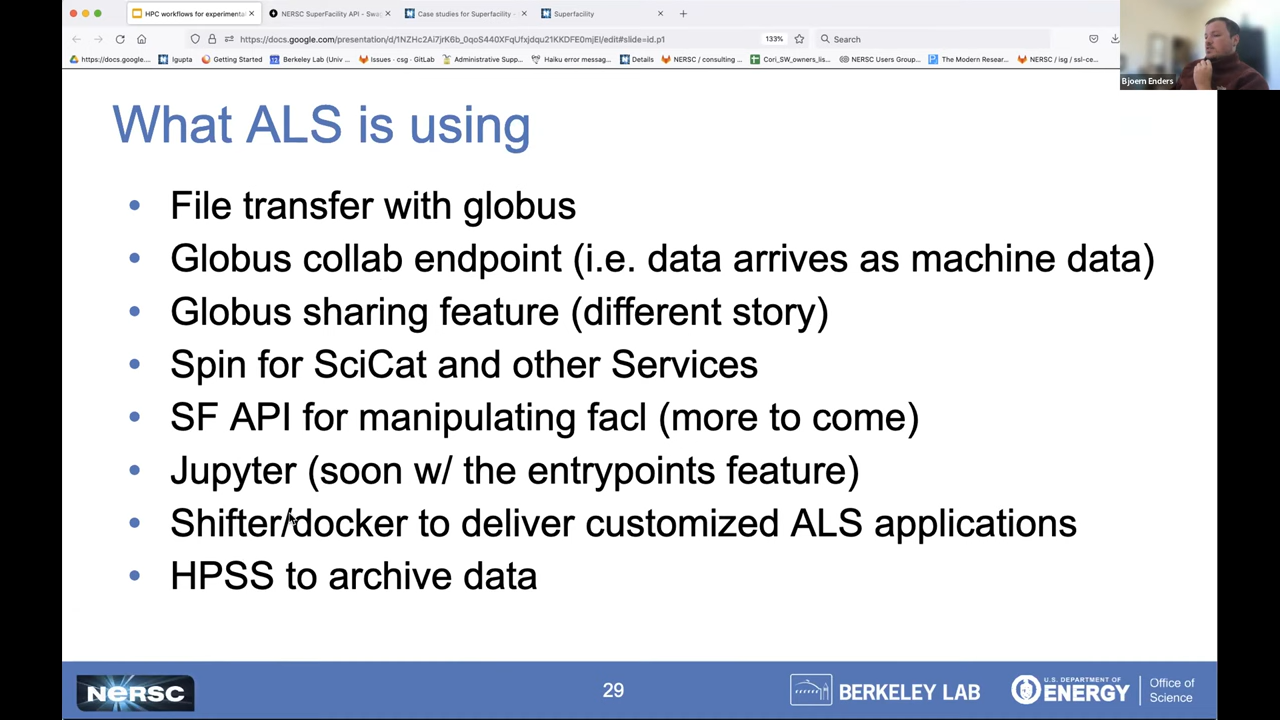 HPC workflows for experimenta
NERSC SuperFacility API - Swa
Case studies for Superfacility -
Superfacility
https://docs.google.com/presentation/d/1NZHc2Ai7jrK6b_0qoS440XFqUfxjdqu21KKDFE0mjEI/edit#slide=id.p1
133%
Search
https://docs.google....
lgupta
Getting Started
Berkeley Lab (Univ ...
Issues · csg · GitLab
Administrative Supp...
Haiku error messag...
Details
NERSC / consulting ...
Cori_SW_owners_lis...
NERSC Users Group...
The Modern Resear...
NERSC / isg / ssl-ce...
Bjoern Enders
What ALS is using
• File transfer with globus
• Globus collab endpoint (i.e. data arrives as machine data)
• Globus sharing feature (different story)
• Spin for SciCat and other Services
• SF API for manipulating facl (more to come)
• Jupyter (soon w/ the entrypoints feature)
• Shifter/docker to deliver customized ALS applications
• HPSS to archive data
NERSC
29
BERKELEY LAB
U.S. DEPARTMENT OF
ENERGY
Office of
Science